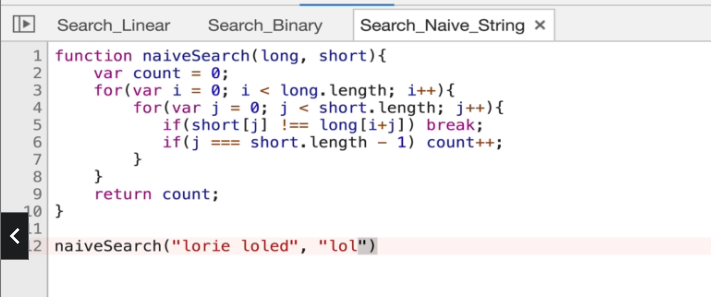 Search_Linear Search_Binary Search_Naive_String ×
1 function naiveSearch(long, short){
2     var count = 0;
3     for(var i = 0; i < long.length; i++){
4         for(var j = 0; j < short.length; j++){
5            if(short[j] !== long[i+j]) break;
6            if(j === short.length - 1) count++;
7         }
8     }
9     return count;
10 }
11
12 naiveSearch("lorie loled", "lol")